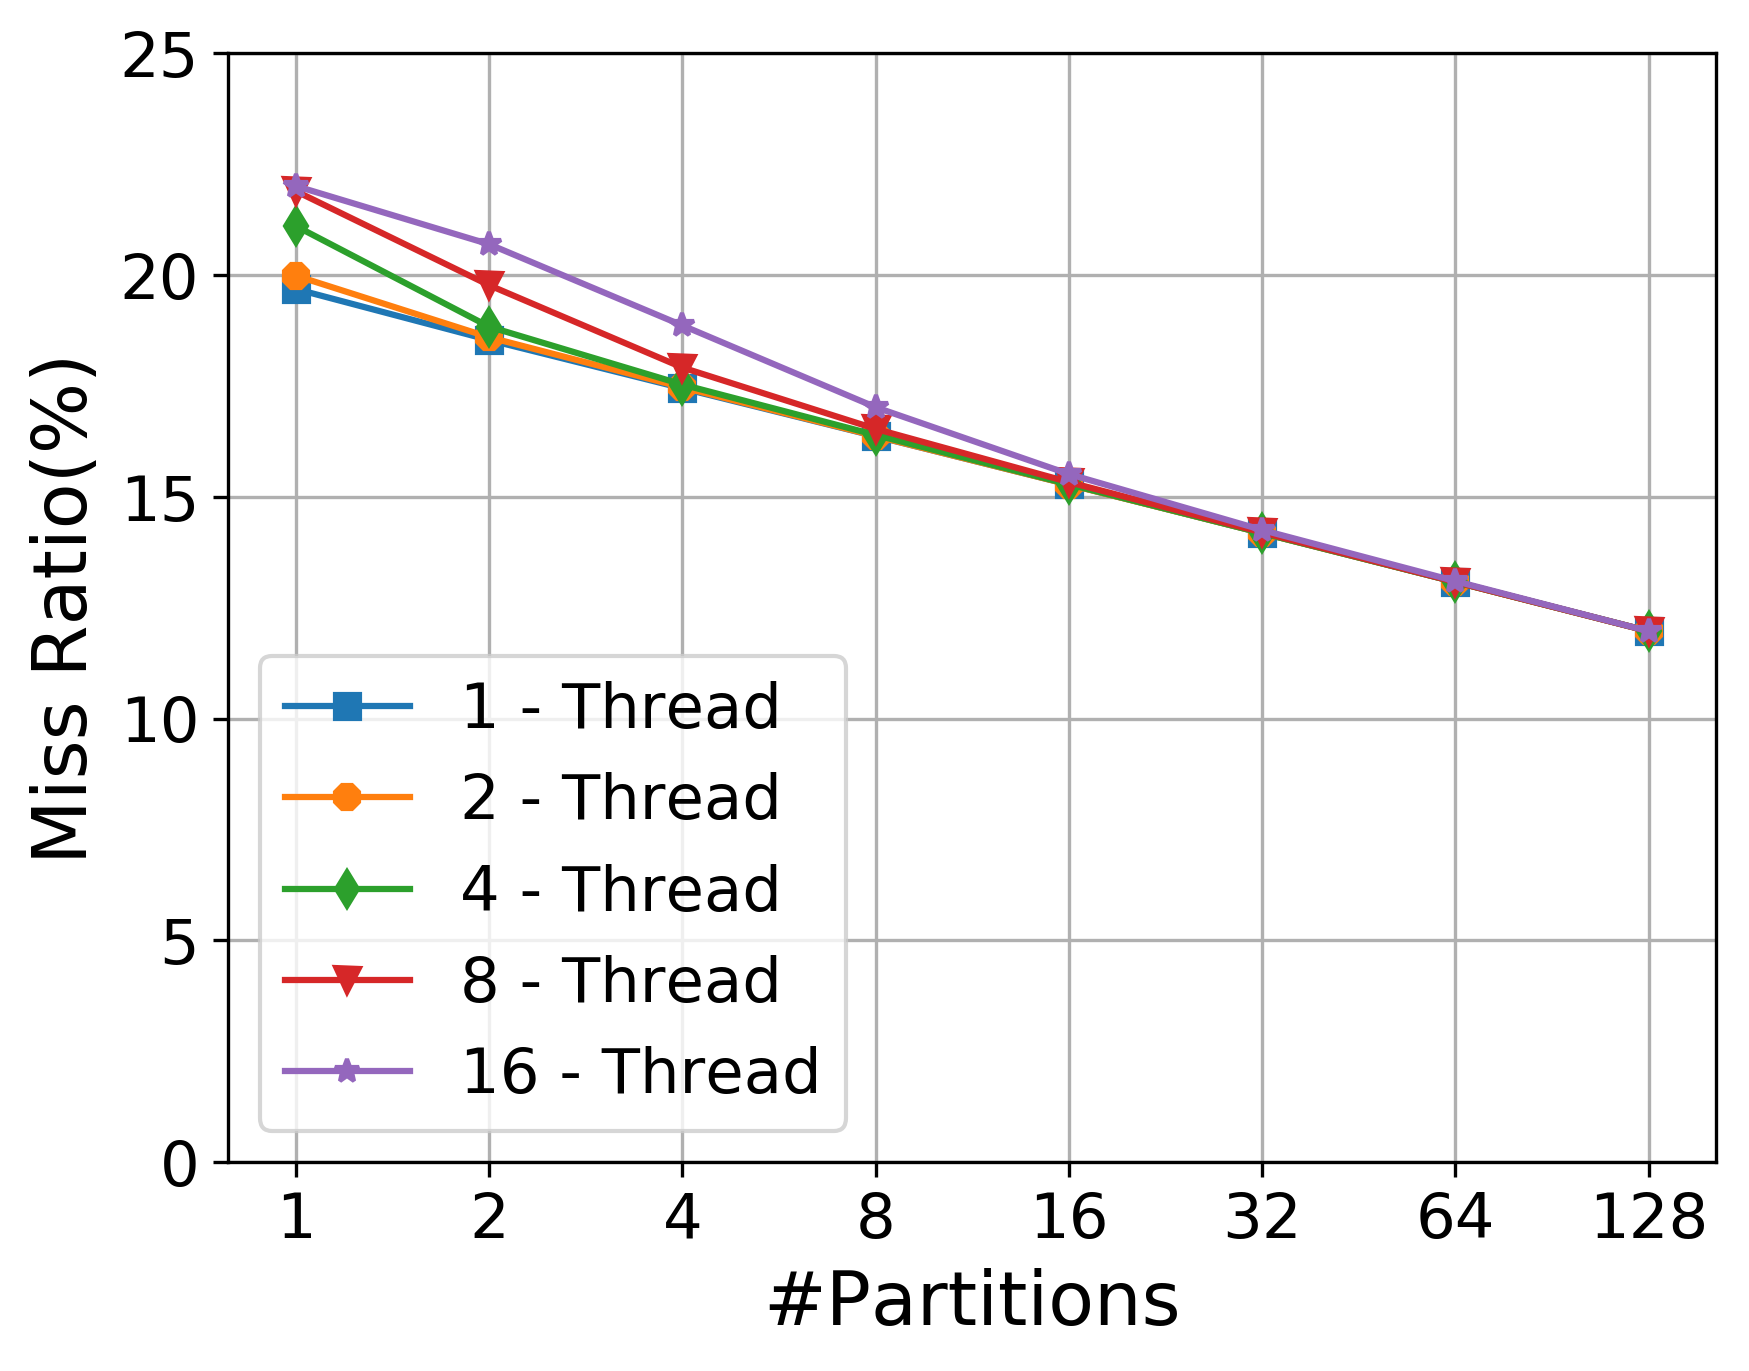 25
20
15
10
5
0
Miss Ratio(%)
1 - Thread
2 - Thread
4 - Thread
8 - Thread
16 - Thread
1 2 4 8 16 32 64 128
#Partitions